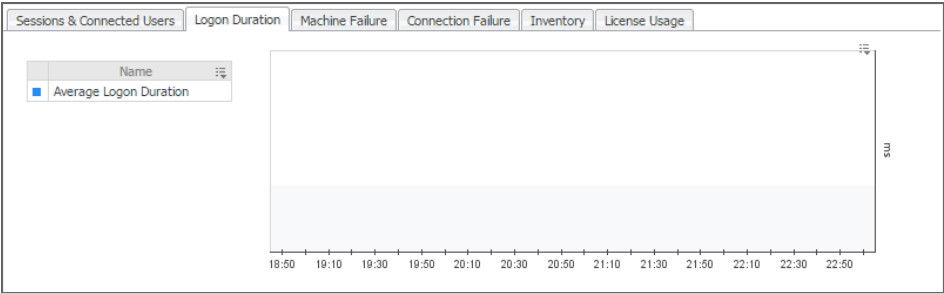 Sessions & Connected Users Logon Duration Machine Failure Connection Failure Inventory License Usage
Name
Average Logon Duration
ms
18:50 19:10 19:30 19:50 20:10 20:30 20:50 21:10 21:30 21:50 22:10 22:30 22:50